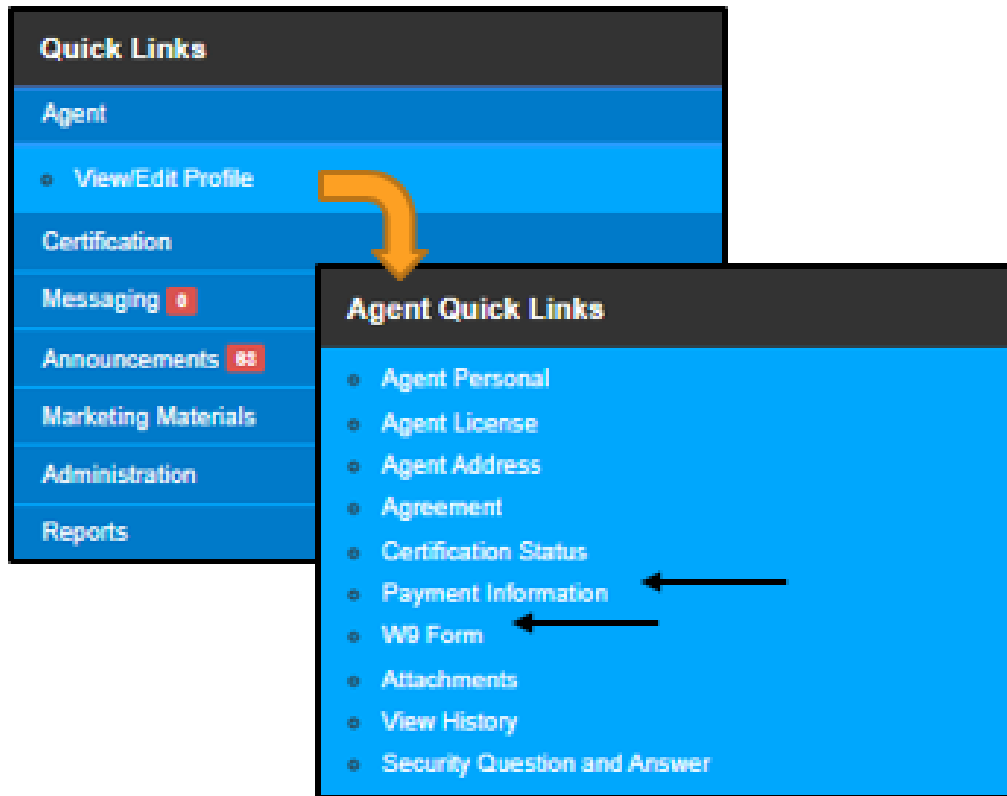 Quick Links
Agent
View/Edit Profile
Certification
Messaging 0
Announcements
Marketing Materials
Administration
Reports
Agent Quick Links
Agent Personal
Agent License
Agent Address
Agreement
Certification Status
Payment Information
W9 Form
Attachments
View History
Security Question and Answer